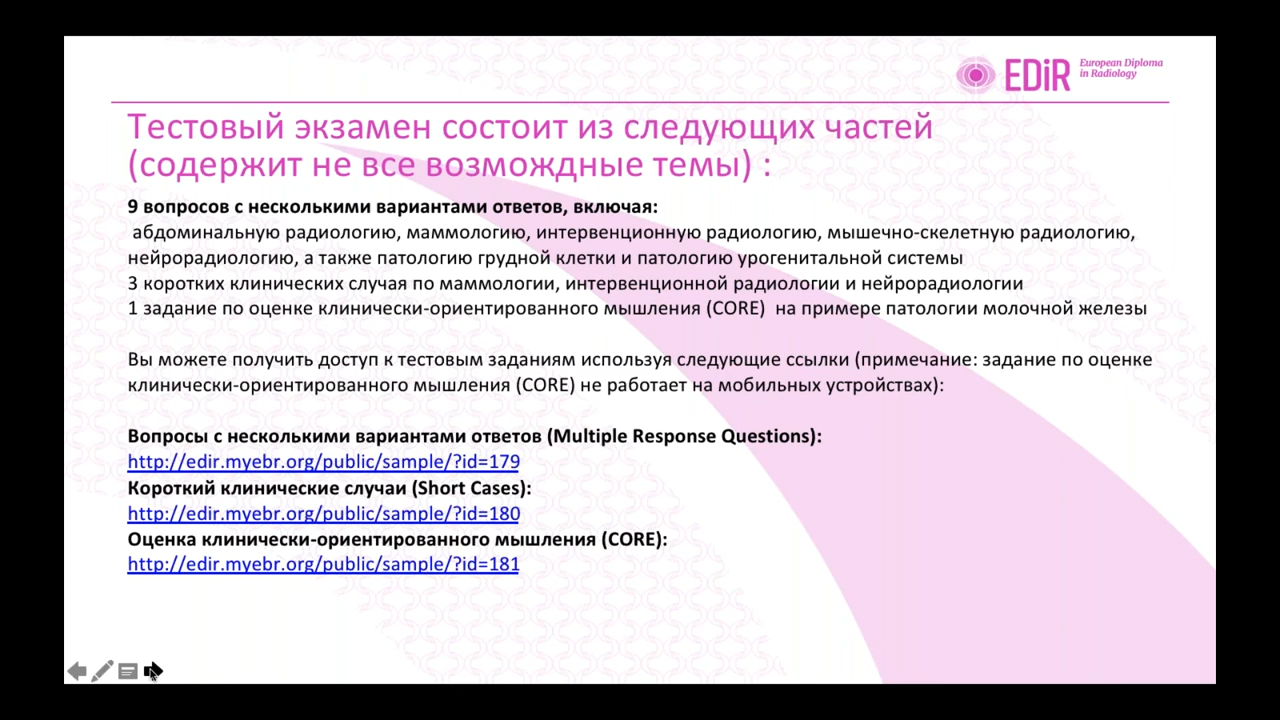 EDiR European Diploma
in Radiology
Тестовый экзамен состоит из следующих частей
(содержит не все возмождные темы) :
9 вопросов с несколькими вариантами ответов, включая:
абдоминальную радиологию, маммологию, интервенционную радиологию, мышечно-скелетную радиологию,
нейрорадиологию, а также патологию грудной клетки и патологию урогенитальной системы
3 коротких клинических случая по маммологии, интервенционной радиологии и нейрорадиологии
1 задание по оценке клинически-ориентированного мышления (CORE) на примере патологии молочной железы
Вы можете получить доступ к тестовым заданиям используя следующие ссылки (примечание: задание по оценке
клинически-ориентированного мышления (CORE) не работает на мобильных устройствах):
Вопросы с несколькими вариантами ответов (Multiple Response Questions):
http://edir.myebr.org/public/sample/?id=179
Короткий клинические случаи (Short Cases):
http://edir.myebr.org/public/sample/?id=180
Оценка клинически-ориентированного мышления (CORE):
http://edir.myebr.org/public/sample/?id=181